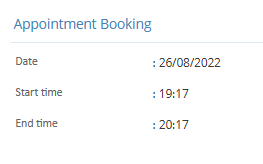 Appointment Booking
Date : 26/08/2022
Start time : 19:17
End time : 20:17